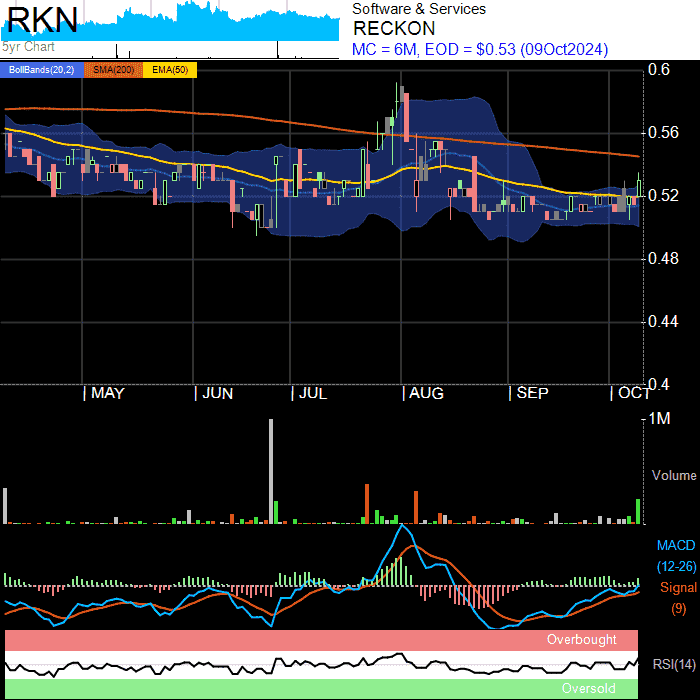 RKN
5yr Chart
Software & Services
RECKON
MC = 6M, EOD = $0.53 (09Oct2024)
BollBands(20,2) SMA(200) EMA(50)
0.6
0.56
0.52
0.48
0.44
0.4
| MAY | JUN | JUL | AUG | SEP | OCT
1M
Volume
MACD
(12-26)
Signal
(9)
Overbought
RSI(14)
Oversold